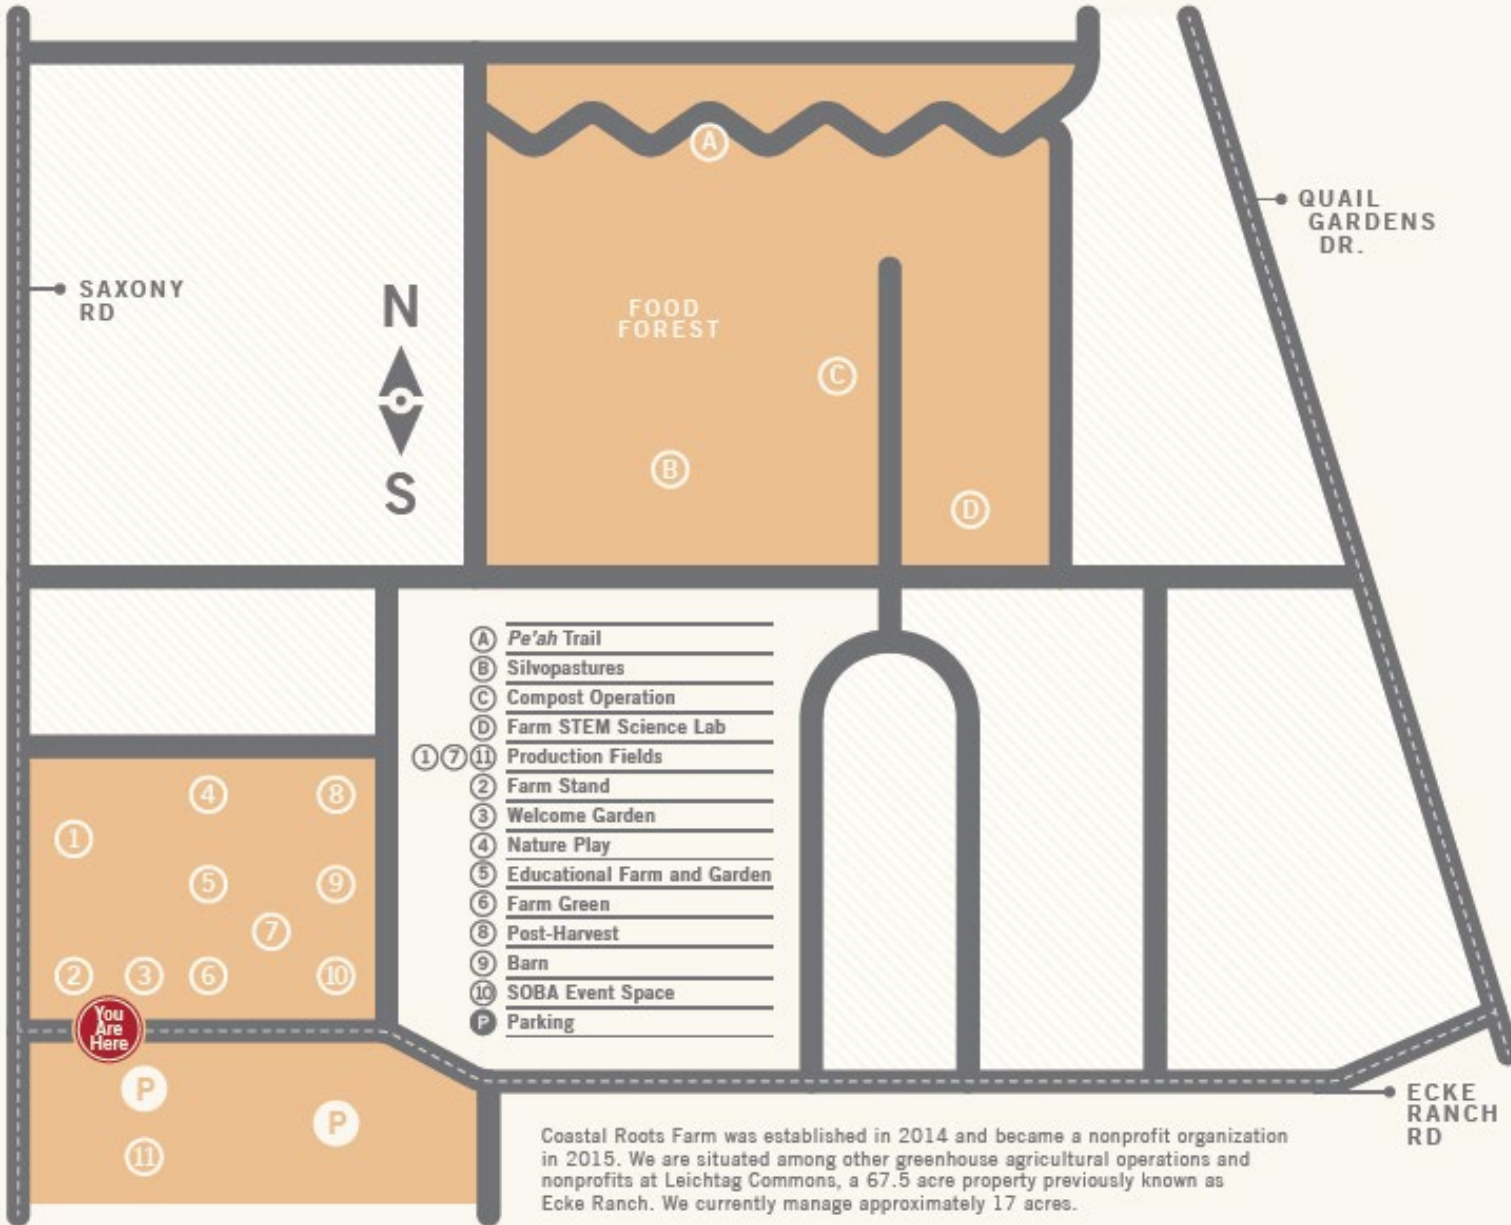 QUAIL
GARDENS
DR.
SAXONY
RD
N
S
A
FOOD
FOREST
C
B
D
A Pe'ah Trail
B Silvopastures
C Compost Operation
D Farm STEM Science Lab
1 7 11 Production Fields
2 Farm Stand
3 Welcome Garden
4 Nature Play
5 Educational Farm and Garden
6 Farm Green
8 Post-Harvest
9 Barn
10 SOBA Event Space
P Parking
4
8
1
5
9
7
2
3
6
10
You
Are
Here
P
P
11
ECKE
RANCH
RD
Coastal Roots Farm was established in 2014 and became a nonprofit organization
in 2015. We are situated among other greenhouse agricultural operations and
nonprofits at Leichtag Commons, a 67.5 acre property previously known as
Ecke Ranch. We currently manage approximately 17 acres.